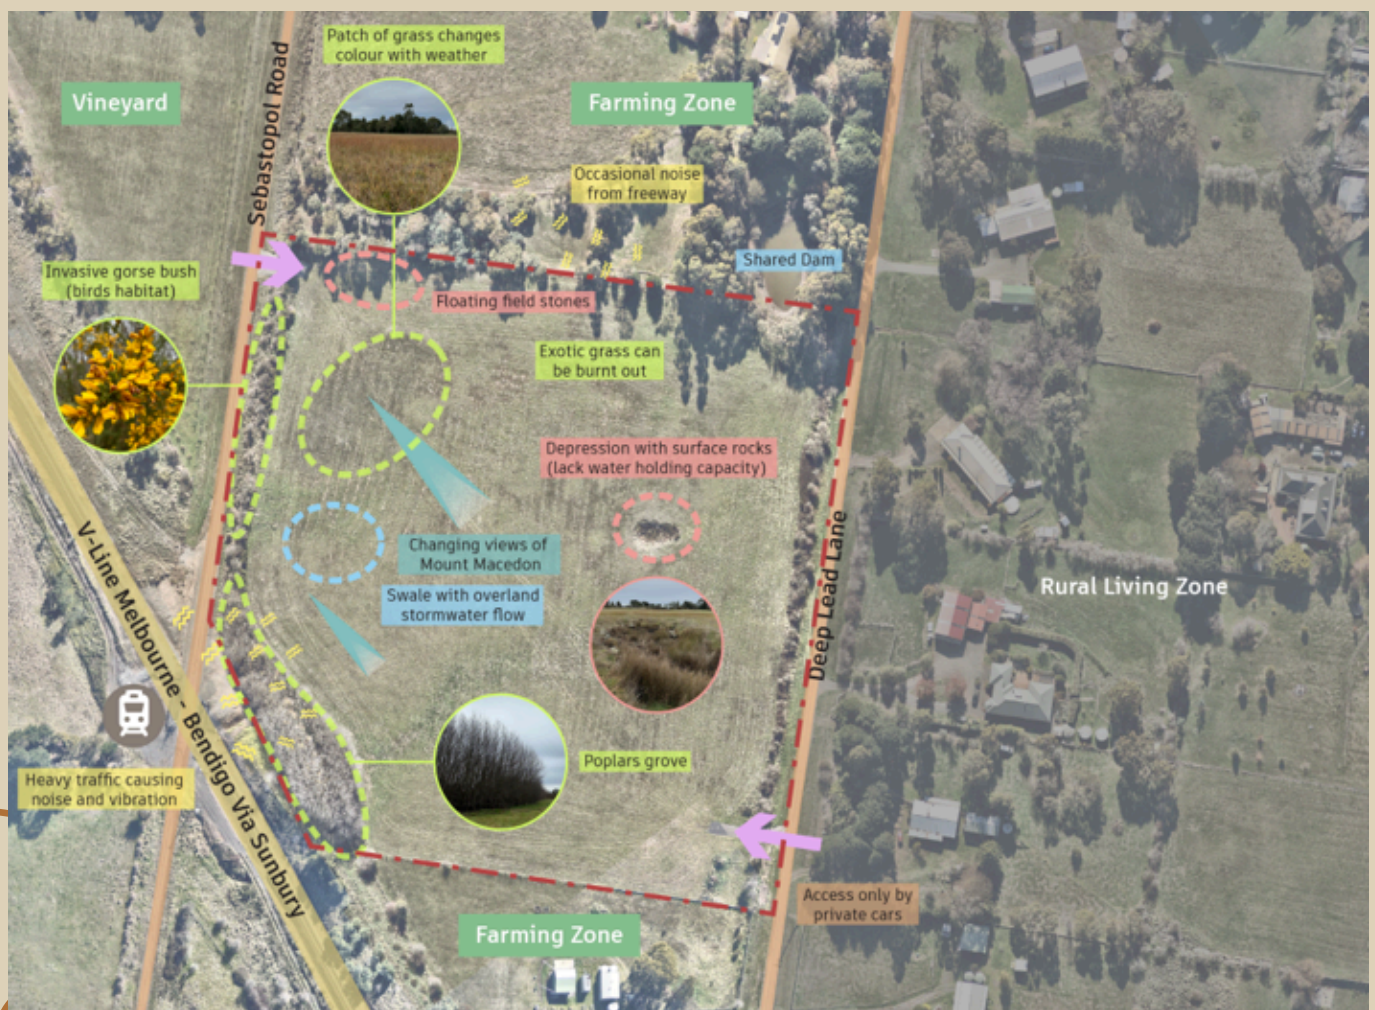 Patch of grass changes
colour with weather
Vineyard
Sebastopol Road
Farming Zone
Occasional noise
from freeway
Invasive gorse bush
(birds habitat)
Shared Dam
Floating field stones
Exotic grass can
be burnt out
Depression with surface rocks
(lack water holding capacity)
Changing views of
Mount Macedon
Swale with overland
stormwater flow
Deep Lead Lane
Rural Living Zone
V-Line Melbourne - Bendigo Via Sunbury
Poplars grove
Heavy traffic causing
noise and vibration
Access only by
private cars
Farming Zone